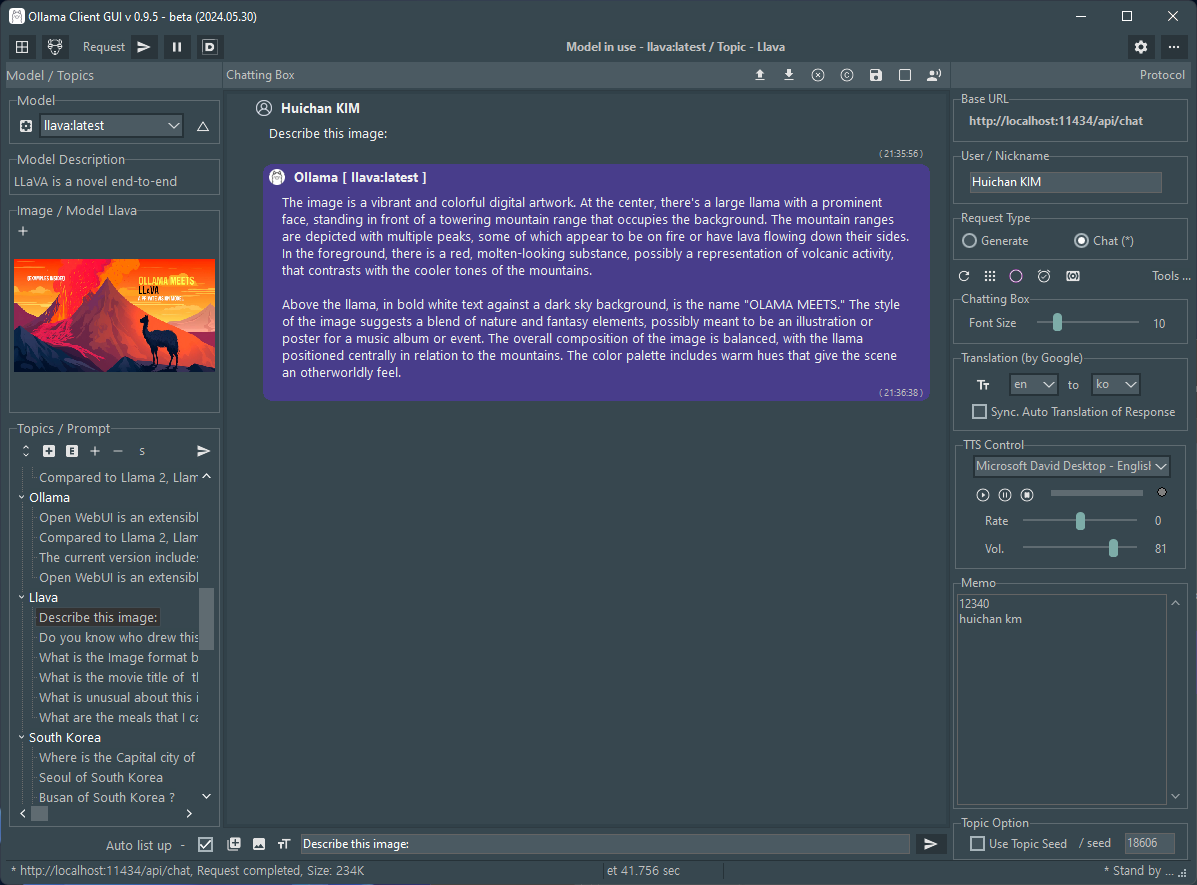 Ollama Client GUI v 0.9.5 - beta (2024.05.30)
Request
D
Model in use - llava:latest / Topic - Llava
Model / Topics
Chatting Box
Protocol
Model
llava:latest
Model Description
LLaVA is a novel end-to-end
Image / Model Llava
(EXAMPLES INSIDE!)
OLLAMA MEETS
LLAVA
A PRIVATE VISION MODEL
Topics / Prompt
E
S
Compared to Llama 2, Llam
Ollama
Open WebUI is an extensibl
Compared to Llama 2, Llam
The current version includes
Open WebUI is an extensibl
Llava
Describe this image:
Do you know who drew this
What is the Image format b
What is the movie title of th
What is unusual about this i
What are the meals that I ca
South Korea
Where is the Capital city of
Seoul of South Korea
Busan of South Korea ?
Huichan KIM
Describe this image:
( 21:35:56 )
Ollama [ llava:latest ]
The image is a vibrant and colorful digital artwork. At the center, there's a large llama with a prominent
face, standing in front of a towering mountain range that occupies the background. The mountain ranges
are depicted with multiple peaks, some of which appear to be on fire or have lava flowing down their sides.
In the foreground, there is a red, molten-looking substance, possibly a representation of volcanic activity,
that contrasts with the cooler tones of the mountains.
Above the llama, in bold white text against a dark sky background, is the name "OLAMA MEETS." The style
of the image suggests a blend of nature and fantasy elements, possibly meant to be an illustration or
poster for a music album or event. The overall composition of the image is balanced, with the llama
positioned centrally in relation to the mountains. The color palette includes warm hues that give the scene
an otherworldly feel.
( 21:36:38 )
Base URL
http://localhost:11434/api/chat
User / Nickname
Huichan KIM
Request Type
Generate
Chat (*)
Tools ...
Chatting Box
Font Size
10
Translation (by Google)
Tт
en
to
ko
Sync. Auto Translation of Response
TTS Control
Microsoft David Desktop - English
Rate
0
Vol.
81
Memo
12340
huichan km
Topic Option
Use Topic Seed
/ seed
18606
Auto list up -
Describe this image:
* http://localhost:11434/api/chat, Request completed, Size: 234K
et 41.756 sec
* Stand by ...